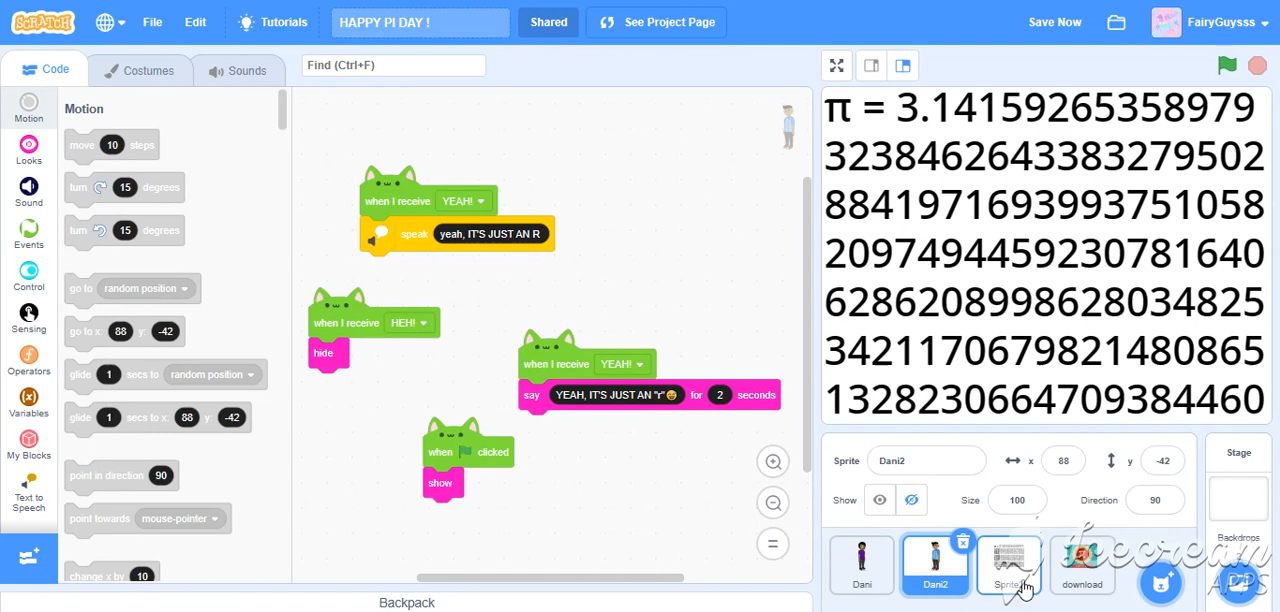 SCRATCH File Edit Tutorials HAPPY PI DAY ! Shared See Project Page Save Now FairyGuysss
Code Costumes Sounds Find (Ctrl+F)
Motion
Looks
Sound
Events
Control
Sensing
Operators
Variables
My Blocks
Text to
Speech
Motion
move 10 steps
turn 15 degrees
turn 15 degrees
go to random position
go to x: 88 y: -42
glide 1 secs to random position
glide 1 secs to x: 88 y: -42
point in direction 90
point towards mouse-pointer
change x by 10
when I receive YEAH!
speak yeah, IT'S JUST AN R
when I receive HEH!
hide
when I receive YEAH!
say YEAH, IT'S JUST AN "r"😅 for 2 seconds
when clicked
show
π = 3.14159265358979
3238462643383279502
8841971693993751058
2097494459230781640
6286208998628034825
3421170679821480865
13282306647093844 60
Sprite Dani2 x 88 y -42
Show Size 100 Direction 90
Dani
Dani2
download
Stage
Backdrops
Icecream
APPS
Backpack